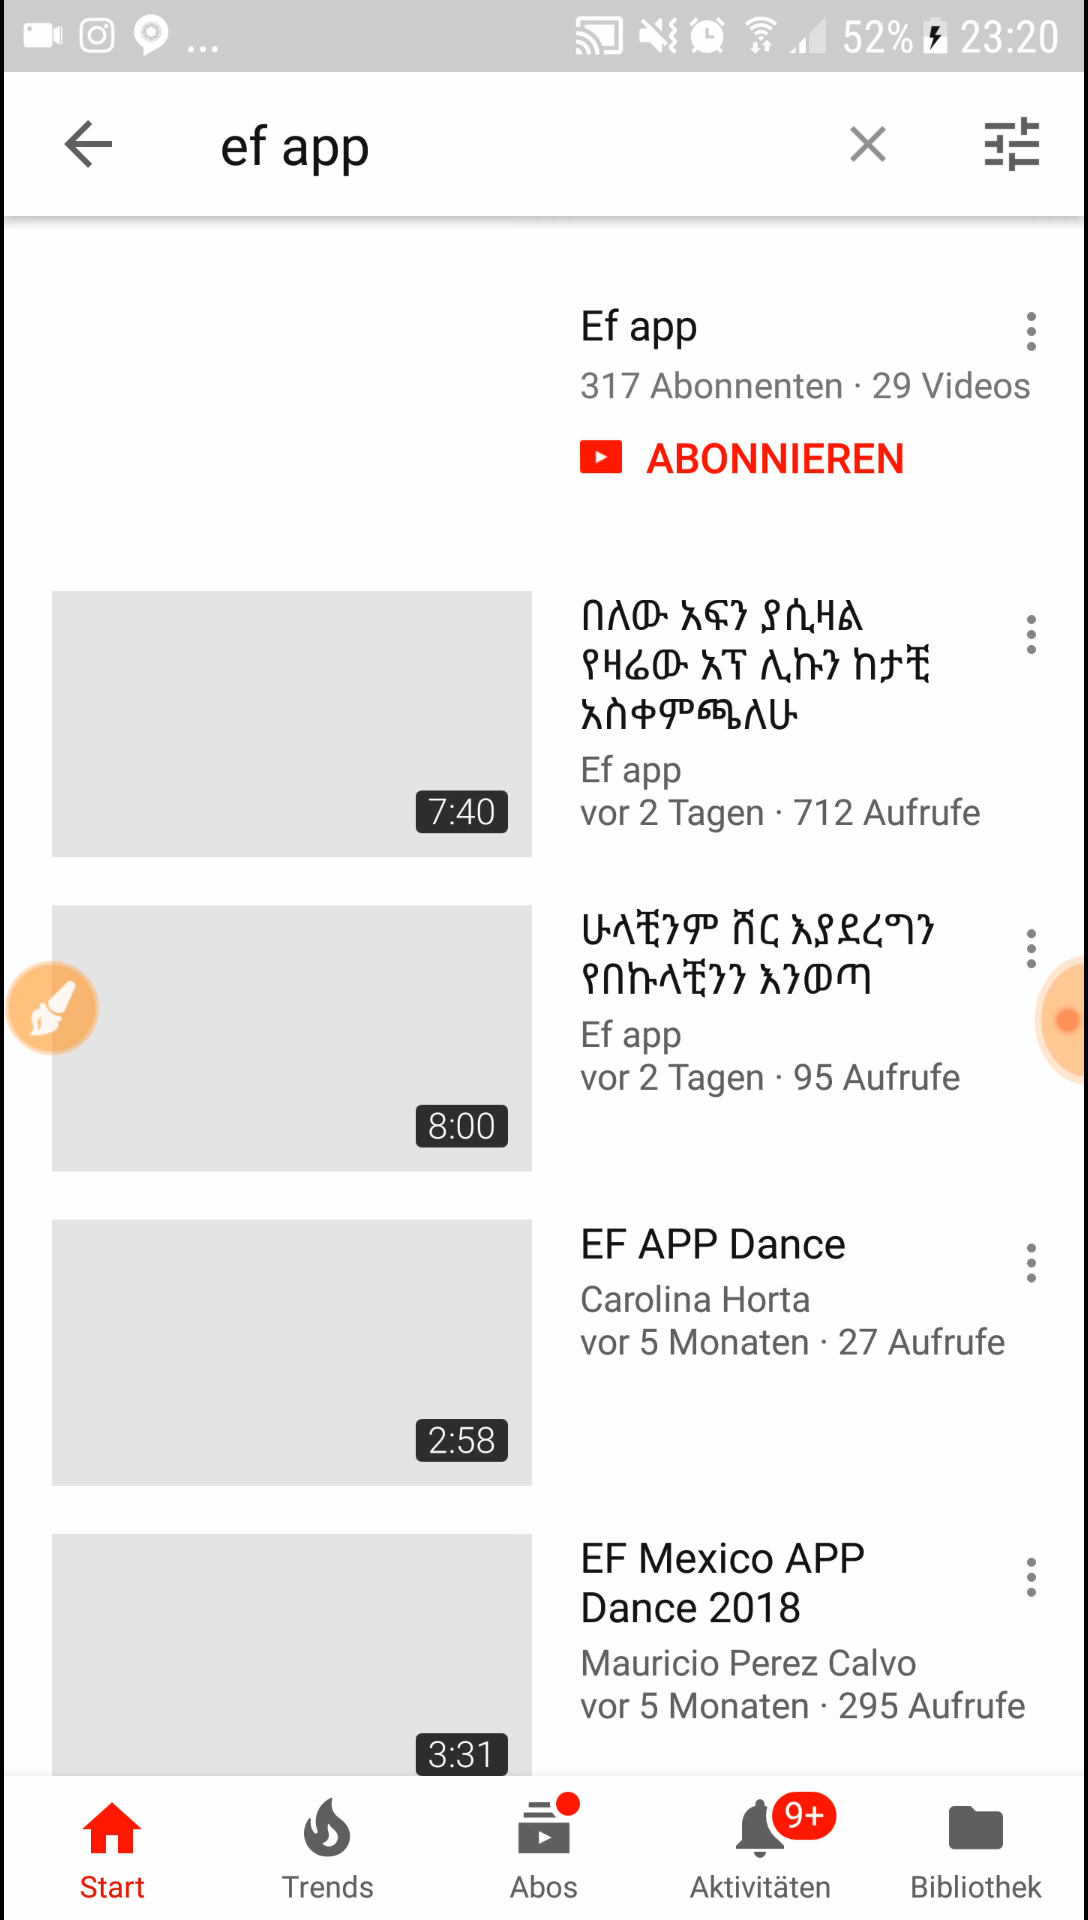 52% 23:20
ef app
Ef app
317 Abonnenten · 29 Videos
ABONNIEREN
በለው አፍን ያሲዛል
የዛሬው አፕ ሊኩን ከታቺ
አስቀምጫለሁ
Ef app
vor 2 Tagen · 712 Aufrufe
7:40
ሁላቺንም ሸር እያደረግን
የበኩላቺንን እንወጣ
Ef app
vor 2 Tagen · 95 Aufrufe
8:00
EF APP Dance
Carolina Horta
vor 5 Monaten · 27 Aufrufe
2:58
EF Mexico APP
Dance 2018
Mauricio Perez Calvo
vor 5 Monaten · 295 Aufrufe
3:31
9+
Start Trends Abos Aktivitäten Bibliothek